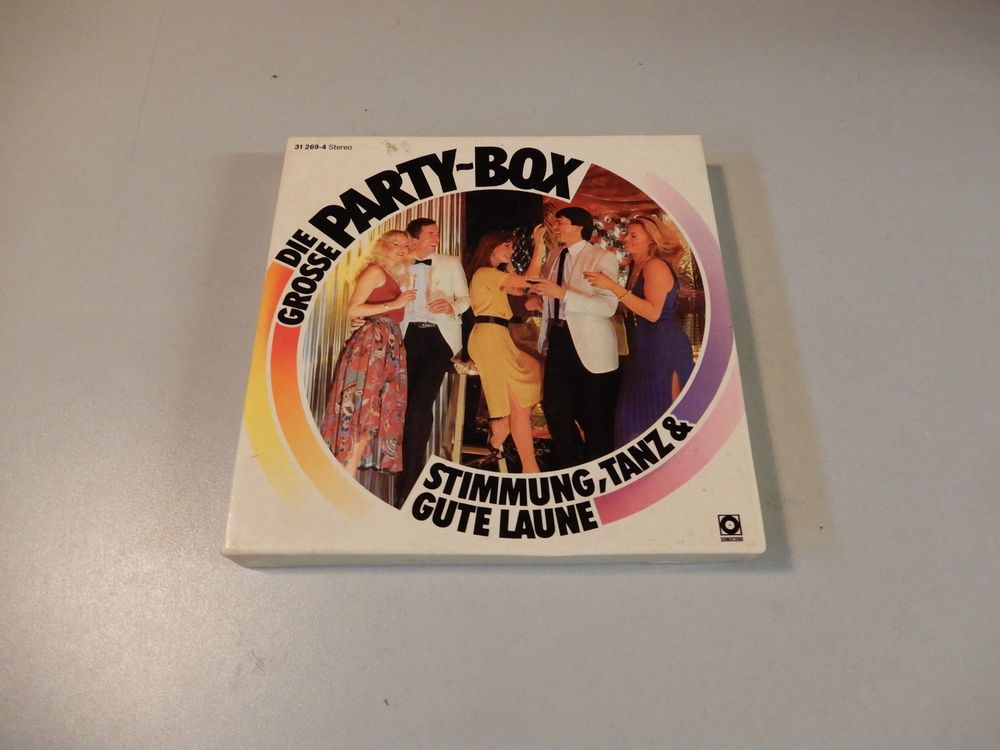 31 269-4 Stereo
DIE
GROSSE
PARTY-BOX
STIMMUNG, TANZ &
GUTE LAUNE
SONOCORD